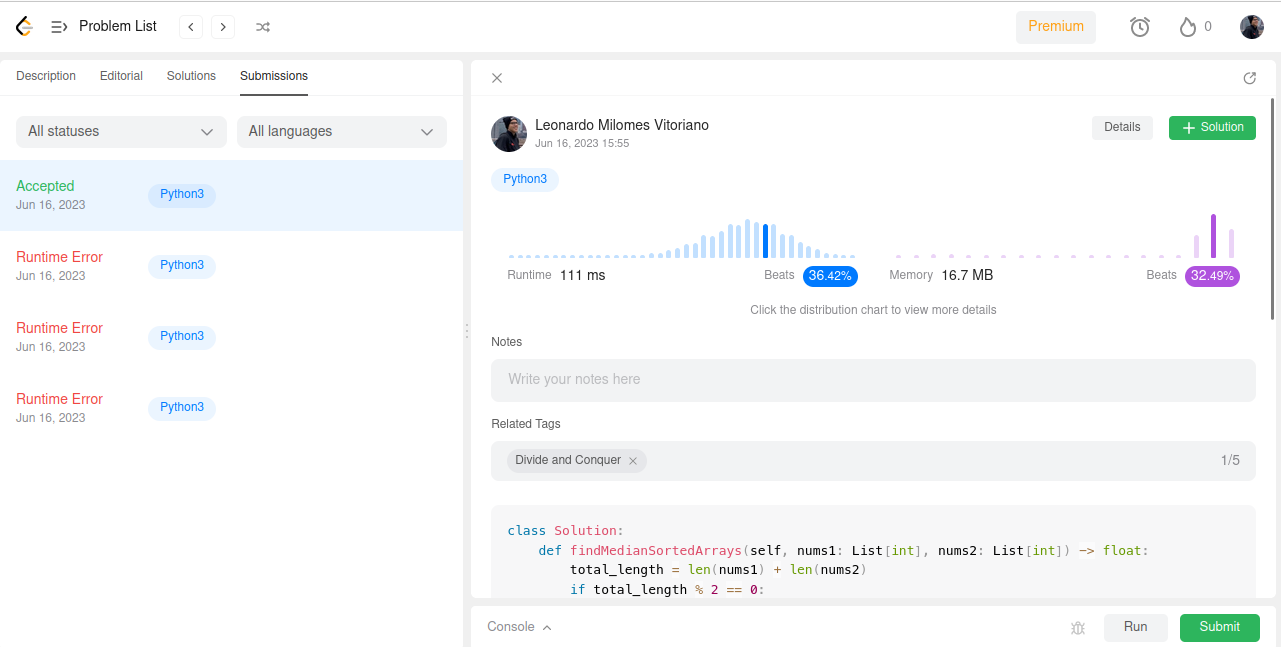 Problem List
Premium
0
Description Editorial Solutions Submissions
All statuses All languages
Accepted
Jun 16, 2023
Python3
Runtime Error
Jun 16, 2023
Python3
Runtime Error
Jun 16, 2023
Python3
Runtime Error
Jun 16, 2023
Python3
Leonardo Milomes Vitoriano
Jun 16, 2023 15:55
Details
Solution
Python3
Runtime 111 ms Beats 36.42% Memory 16.7 MB Beats 32.49%
Click the distribution chart to view more details
Notes
Write your notes here
Related Tags
Divide and Conquer 1/5
class Solution:
    def findMedianSortedArrays(self, nums1: List[int], nums2: List[int]) -> float:
        total_length = len(nums1) + len(nums2)
        if total_length % 2 == 0:
Console Run Submit